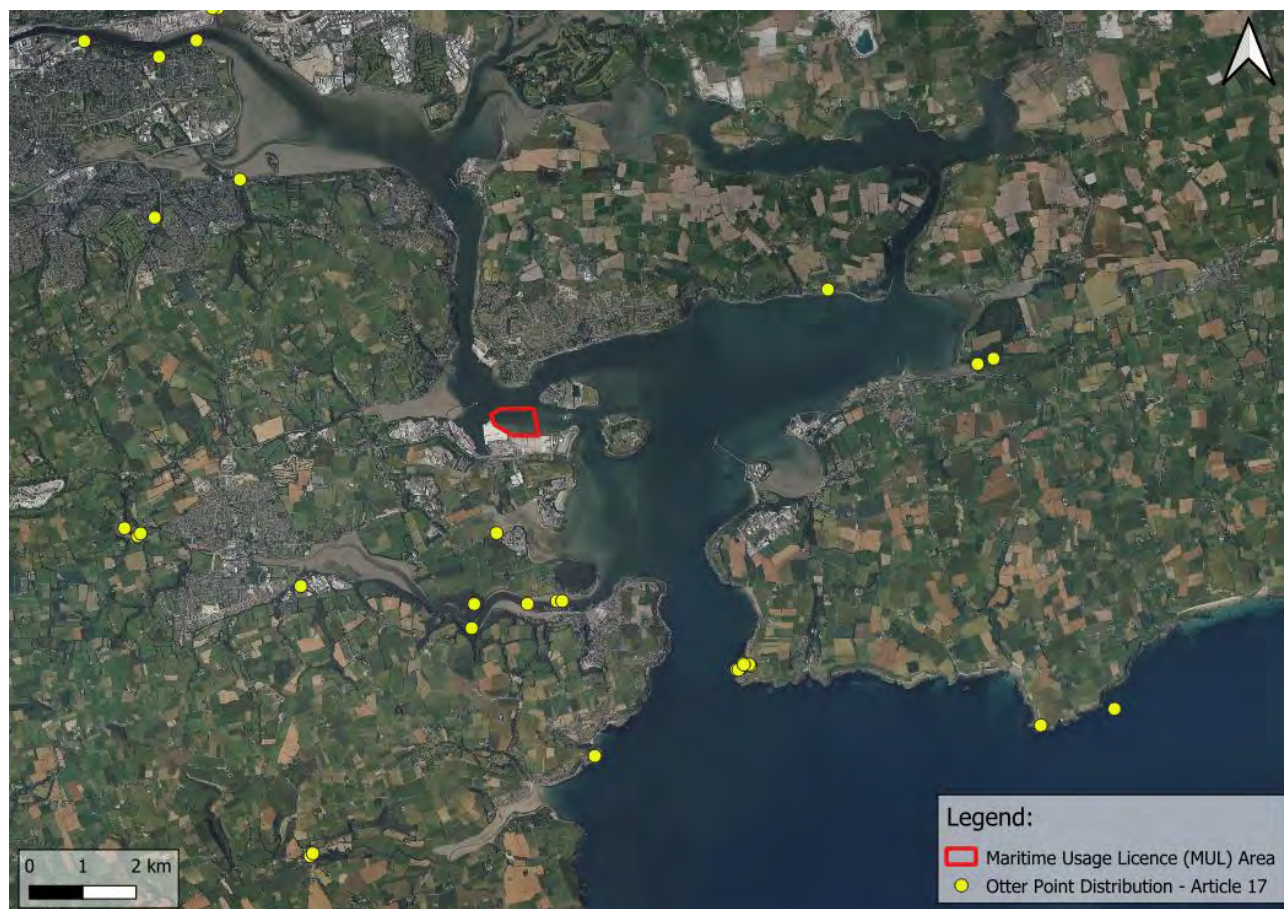 0 1 2 km
Legend:
Maritime Usage Licence (MUL) Area
Otter Point Distribution - Article 17